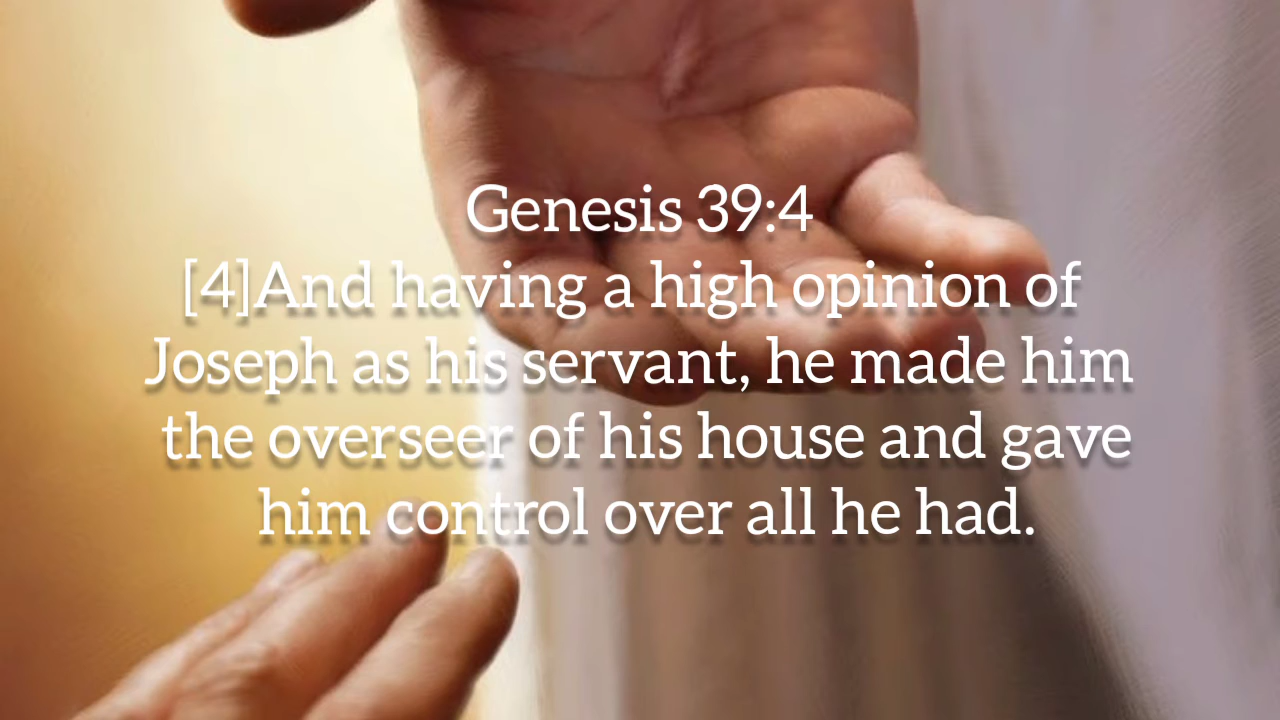 Genesis 39:4
[4]And having a high opinion of
Joseph as his servant, he made him
the overseer of his house and gave
him control over all he had.